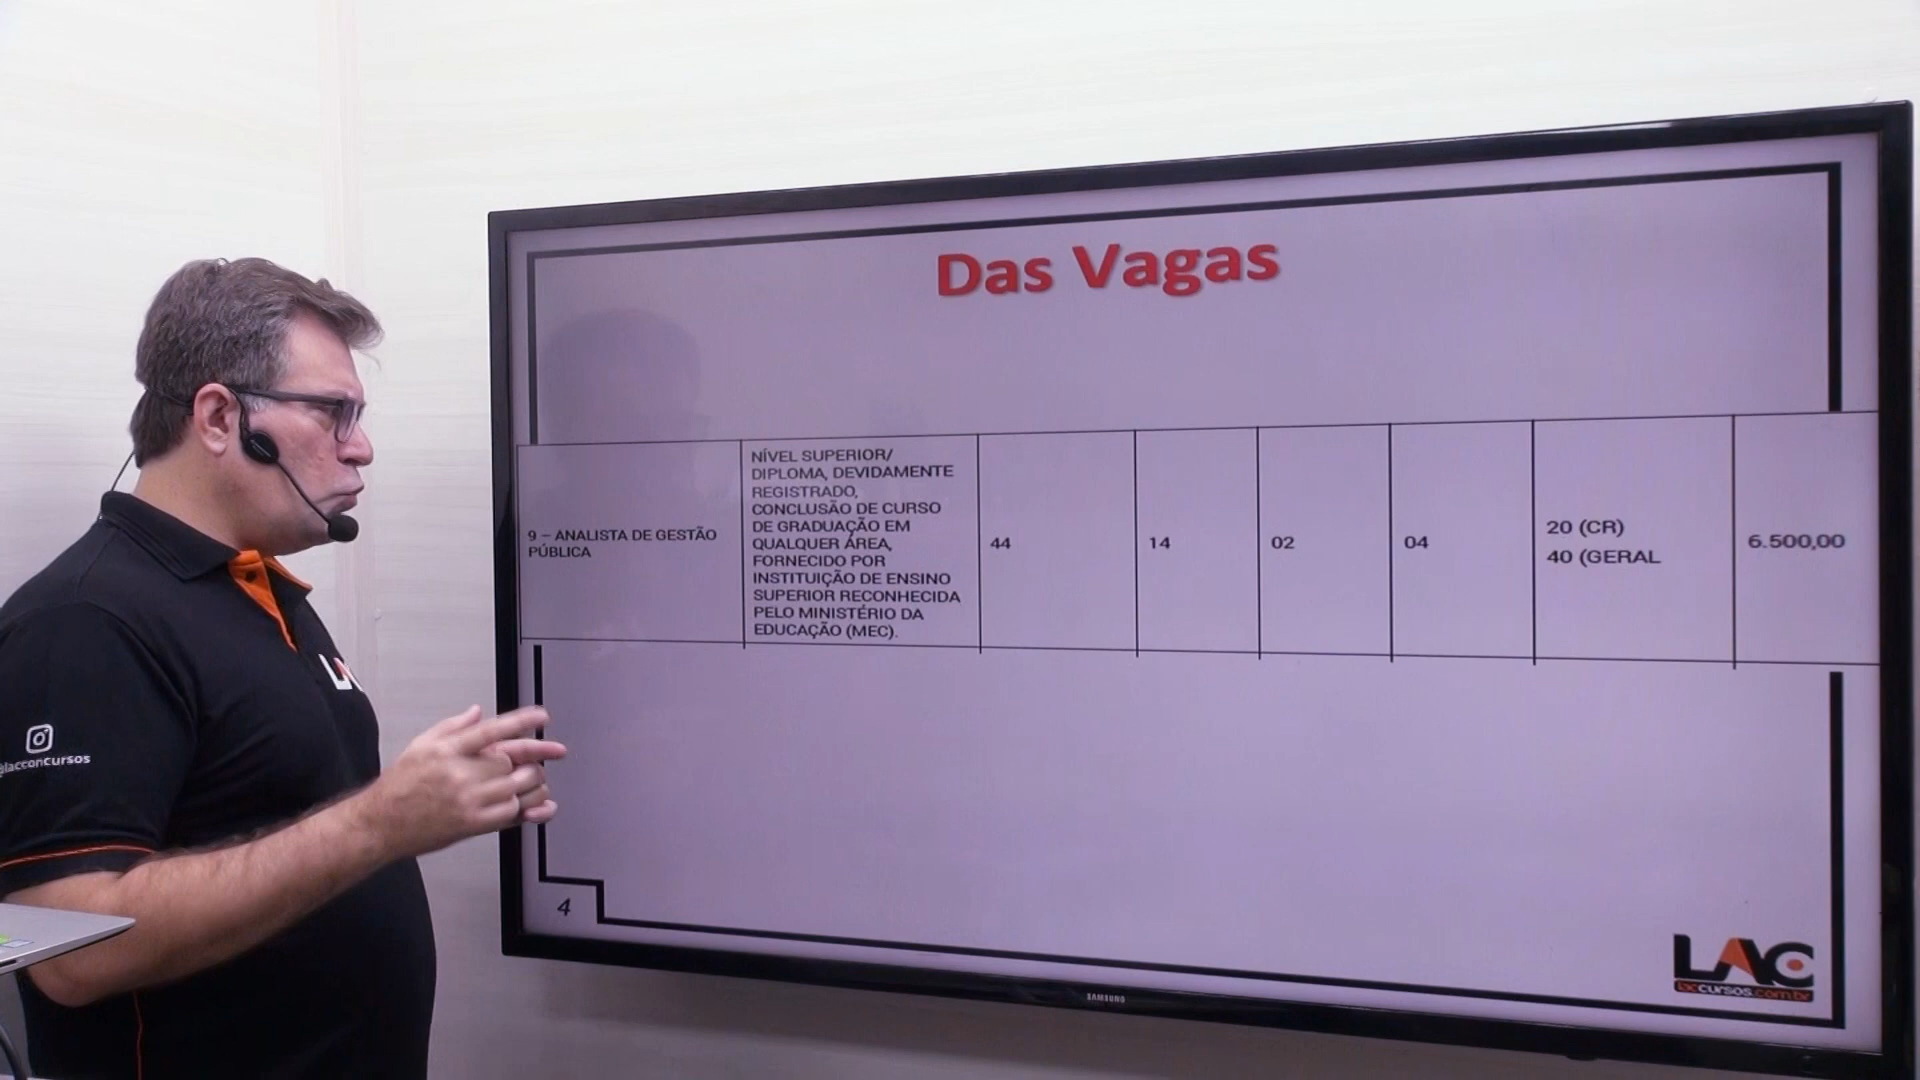 Das Vagas
9 – ANALISTA DE GESTÃO
PÚBLICA
NÍVEL SUPERIOR/
DIPLOMA, DEVIDAMENTE
REGISTRADO,
CONCLUSÃO DE CURSO
DE GRADUAÇÃO EM
QUALQUER ÁREA,
FORNECIDO POR
INSTITUIÇÃO DE ENSINO
SUPERIOR RECONHECIDA
PELO MINISTÉRIO DA
EDUCAÇÃO (MEC).
44
14
02
04
20 (CR)
40 (GERAL
6.500,00
4
LAC
laccursos.com.br
SAMSUNG
lacconcursos